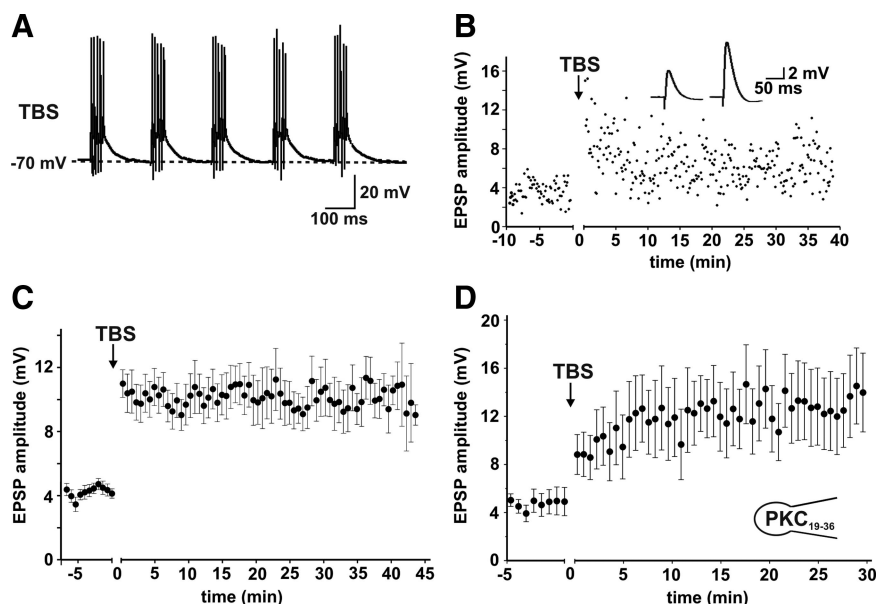 A
TBS
-70 mV
20 mV
100 ms
B
EPSP amplitude (mV)
16
12
8
4
0
TBS
2 mV
50 ms
-10 -5 0 5 10 15 20 25 30 35 40
time (min)
C
EPSP amplitude (mV)
12
8
4
0
TBS
-5 0 5 10 15 20 25 30 35 40 45
time (min)
D
EPSP amplitude (mV)
20
16
12
8
4
0
TBS
PKC19-36
-5 0 5 10 15 20 25 30
time (min)